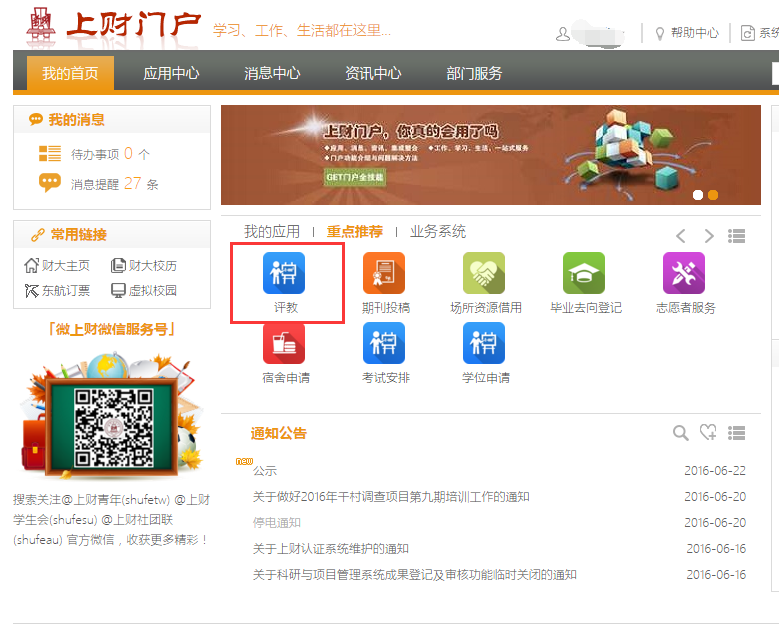 上财门户
学习、工作、生活都在这里...
帮助中心
系统
我的首页 应用中心 消息中心 资讯中心 部门服务
我的消息
待办事项 0 个
消息提醒 27 条
常用链接
财大主页 财大校历
东航订票 虚拟校园
「微上财微信服务号」
搜索关注@上财青年(shufetw) @上财
学生会(shufesu) @上财社团联
(shufeau) 官方微信，收获更多精彩！
上财门户，你真的会用了吗
◆应用、消息、资讯，集成整合 ◆工作、学习、生活，一站式服务
◆门户功能介绍与问题解决方法
GET门户全技能
我的应用 | 重点推荐 | 业务系统
评教 期刊投稿 场所资源借用 毕业去向登记 志愿者服务
宿舍申请 考试安排 学位申请
通知公告
new
公示 2016-06-22
关于做好2016年千村调查项目第九期培训工作的通知 2016-06-20
停电通知 2016-06-20
关于上财认证系统维护的通知 2016-06-16
关于科研与项目管理系统成果登记及审核功能临时关闭的通知 2016-06-16